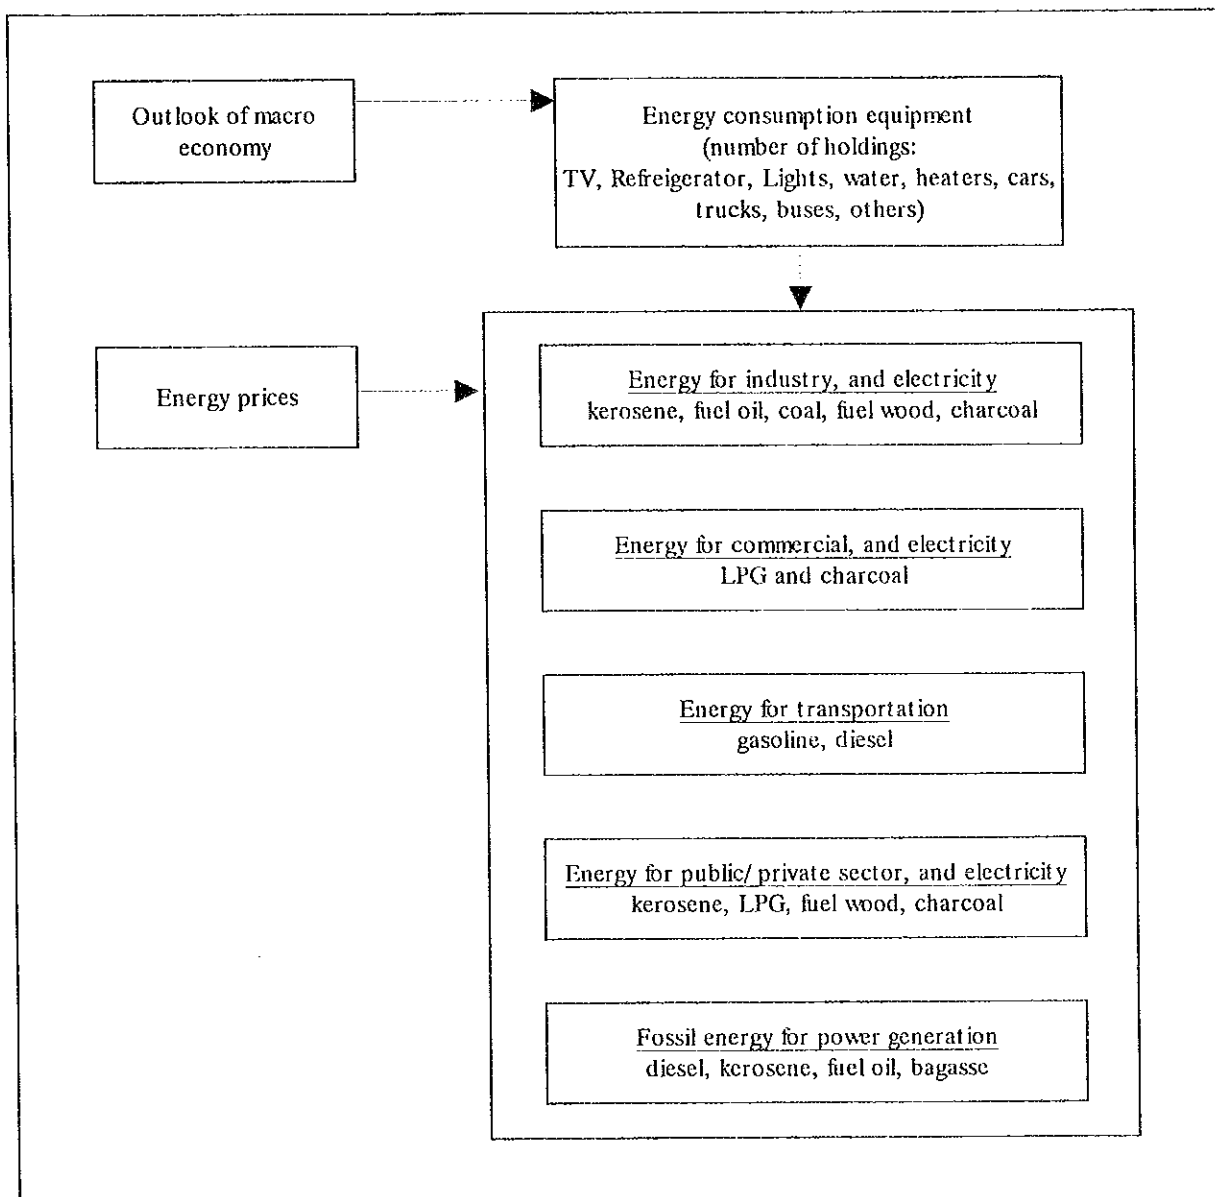 Outlook of macro
economy
Energy consumption equipment
(number of holdings:
TV, Refreigerator, Lights, water, heaters, cars,
trucks, buses, others)
Energy prices
Energy for industry, and electricity
kerosene, fuel oil, coal, fuel wood, charcoal
Energy for commercial, and electricity
LPG and charcoal
Energy for transportation
gasoline, diesel
Energy for public/ private sector, and electricity
kerosene, LPG, fuel wood, charcoal
Fossil energy for power generation
diesel, kerosene, fuel oil, bagasse